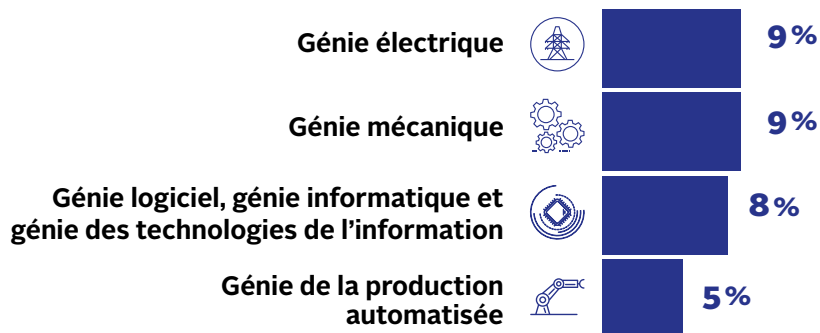 Génie électrique
9%
Génie mécanique
9%
Génie logiciel, génie informatique et
génie des technologies de l’information
8%
Génie de la production
automatisée
5%